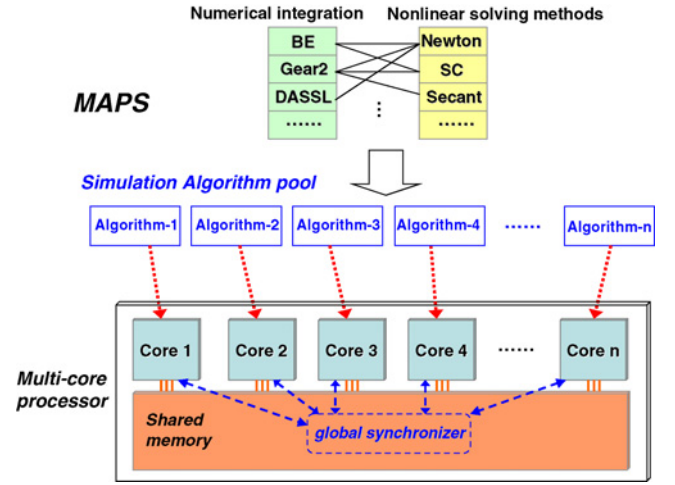 Numerical integration Nonlinear solving methods
BE Newton
Gear2 SC
MAPS DASSL Secant
...... ⋮ ......
Simulation Algorithm pool
Algorithm-1 Algorithm-2 Algorithm-3 Algorithm-4 ...... Algorithm-n
Core 1 Core 2 Core 3 Core 4 ...... Core n
Multi-core
processor
Shared
memory
global synchronizer